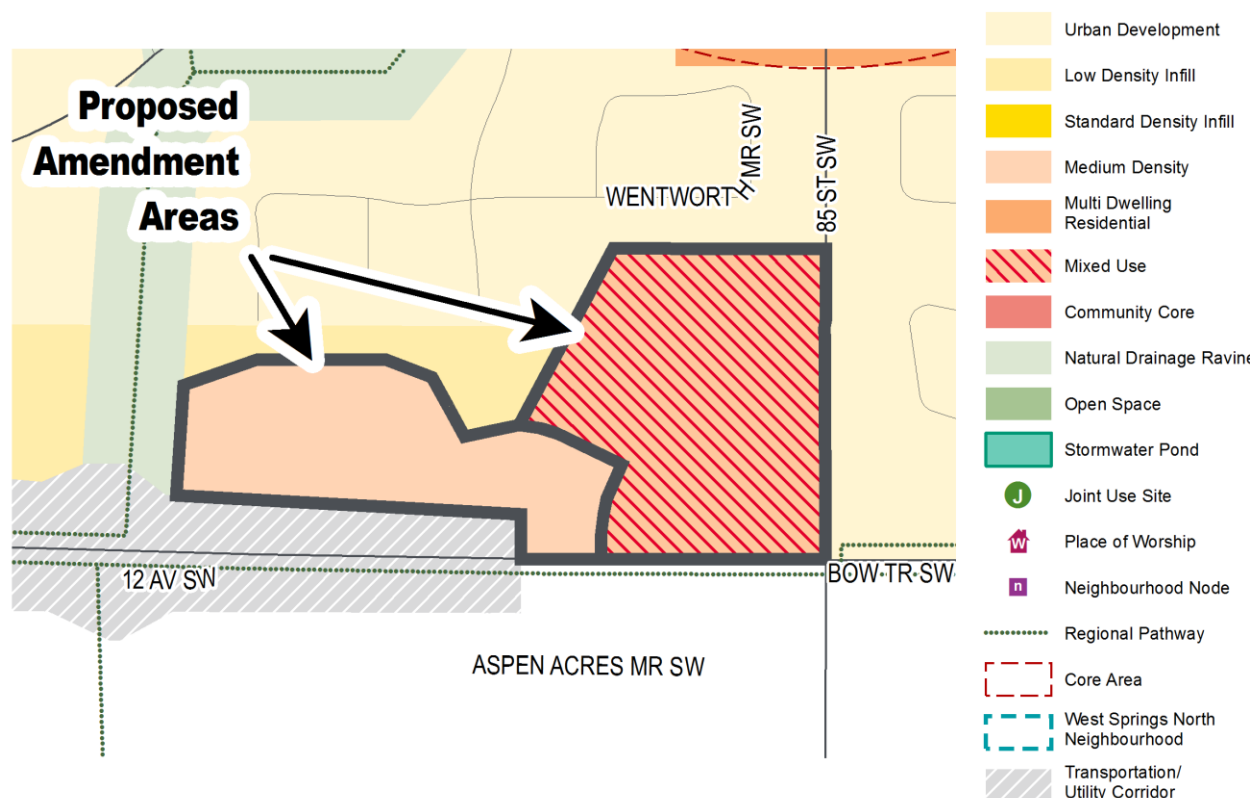 Proposed
Amendment
Areas
WENTWORTH MR SW
85 ST SW
12 AV SW
BOW TR SW
ASPEN ACRES MR SW
Urban Development
Low Density Infill
Standard Density Infill
Medium Density
Multi Dwelling
Residential
Mixed Use
Community Core
Natural Drainage Ravine
Open Space
Stormwater Pond
J
Joint Use Site
W
Place of Worship
n
Neighbourhood Node
Regional Pathway
Core Area
West Springs North
Neighbourhood
Transportation/
Utility Corridor